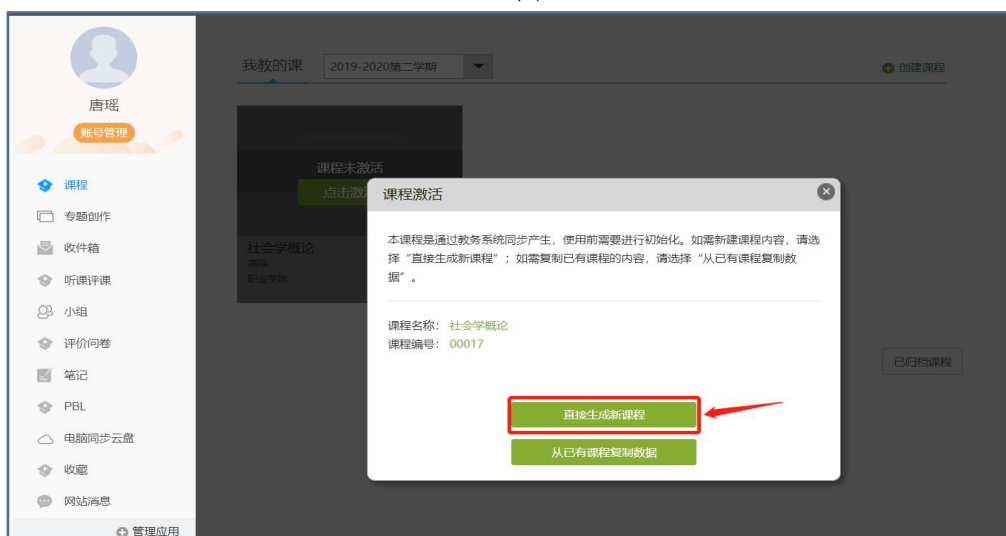 我教的课
2019-2020第二学期
创建课程
唐瑶
账号管理
课程
专题创作
收件箱
听课评课
小组
评价问卷
笔记
PBL
电脑同步云盘
收藏
网站消息
管理应用
课程未激活
点击激
社会学概论
唐瑶
职业学院
已归档课程
课程激活
本课程是通过教务系统同步产生，使用前需要进行初始化。如需新建课程内容，请选
择“直接生成新课程”；如需复制已有课程的内容，请选择“从已有课程复制数
据”。
课程名称： 社会学概论
课程编号： 00017
直接生成新课程
从已有课程复制数据